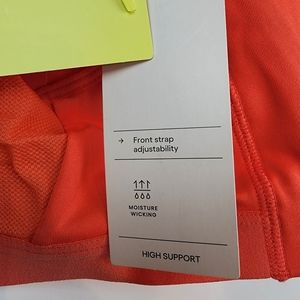 → Front strap
adjustability
MOISTURE
WICKING
HIGH SUPPORT